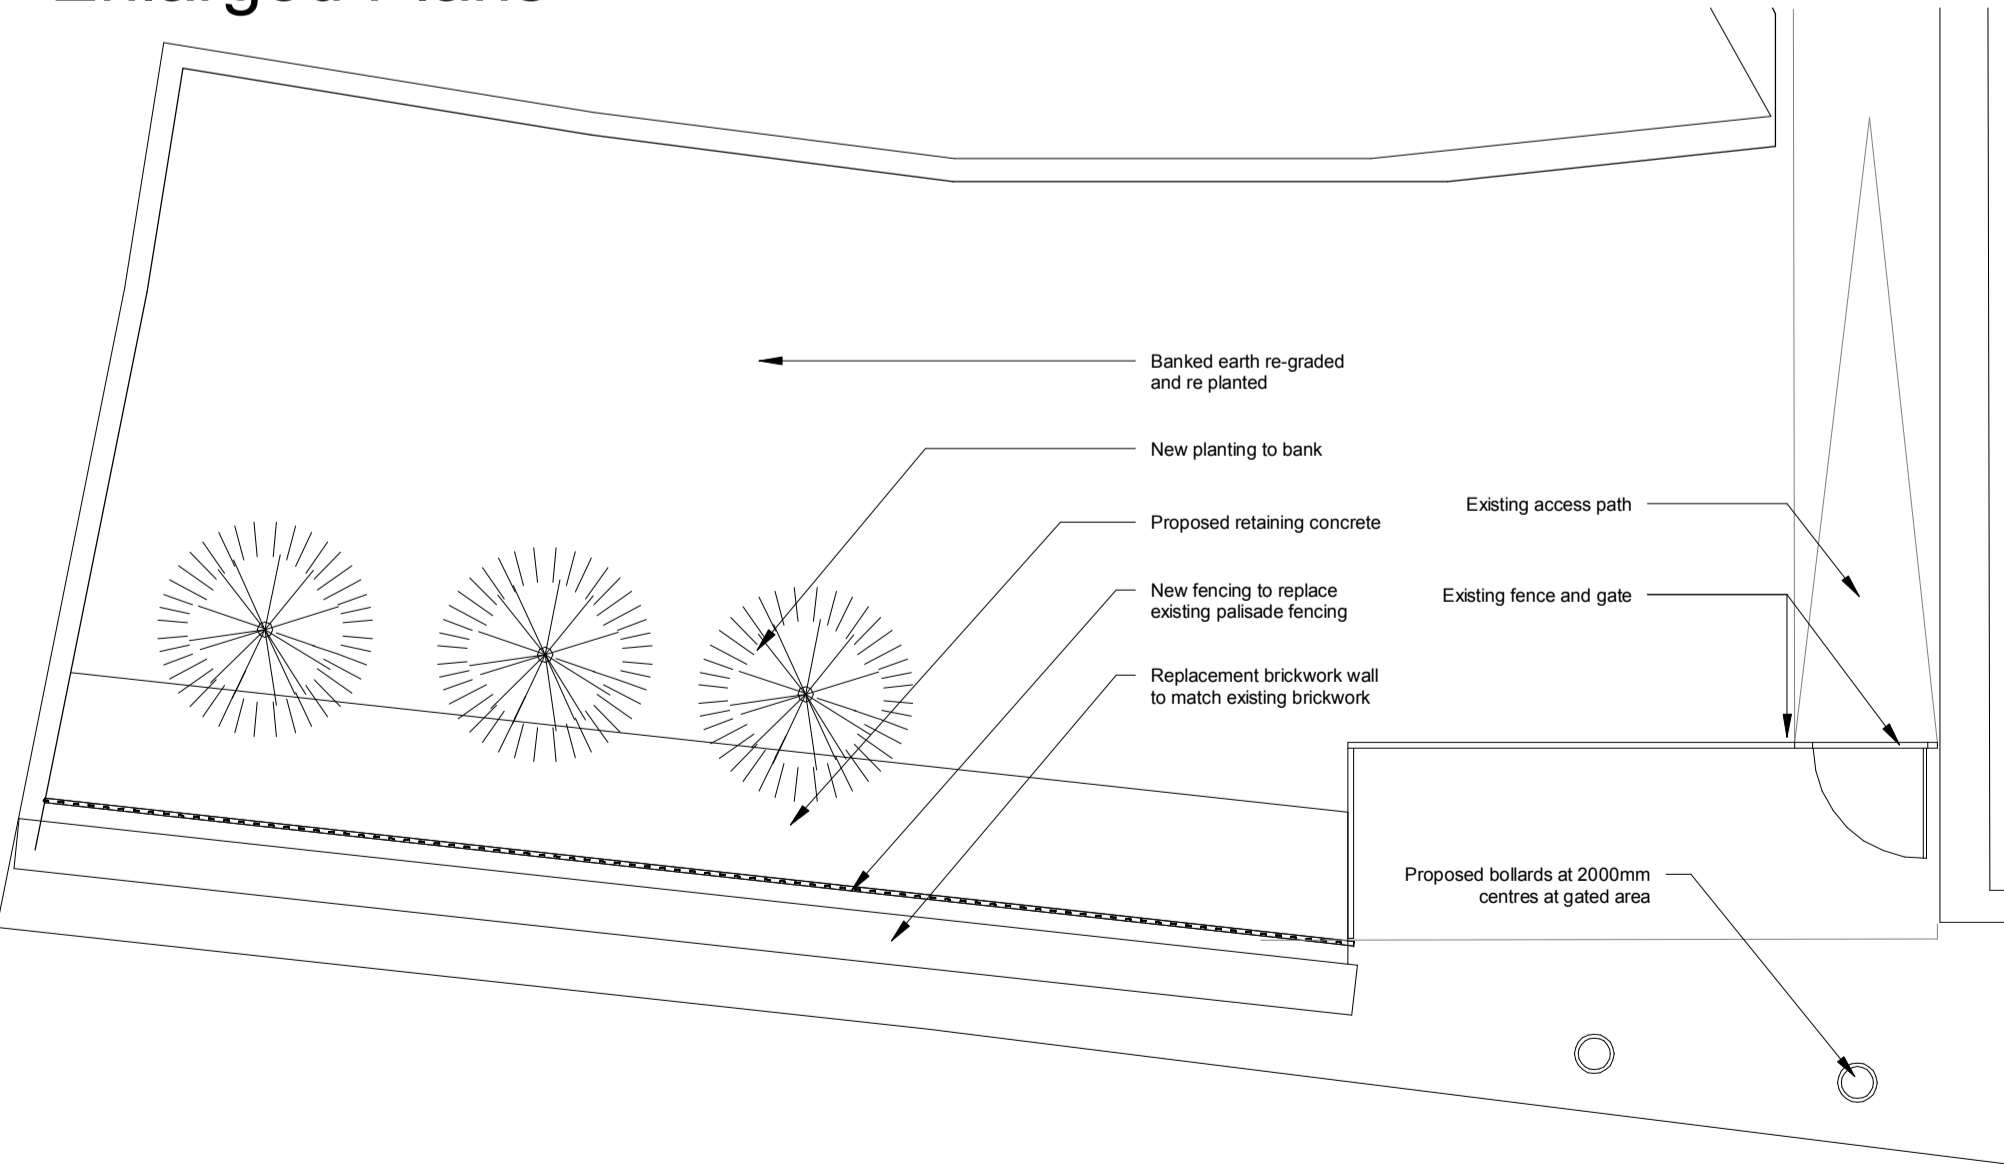 Enlarged Plans
Banked earth re-graded
and re planted
New planting to bank
Proposed retaining concrete
New fencing to replace
existing palisade fencing
Replacement brickwork wall
to match existing brickwork
Existing access path
Existing fence and gate
Proposed bollards at 2000mm
centres at gated area